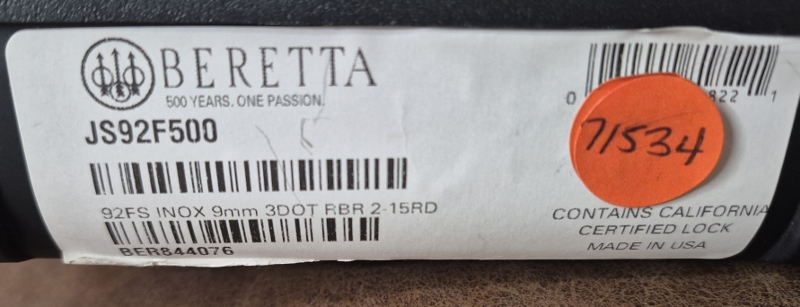 BERETTA
500 YEARS. ONE PASSION.
JS92F500
92FS INOX 9mm 3DOT RBR 2-15RD
BER844076
0 822 1
71534
CONTAINS CALIFORNIA
CERTIFIED LOCK
MADE IN USA